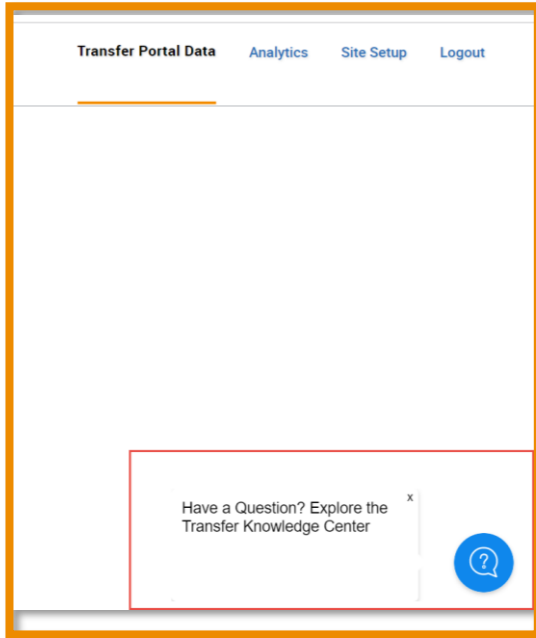 Transfer Portal Data Analytics Site Setup Logout
x
Have a Question? Explore the
Transfer Knowledge Center
?